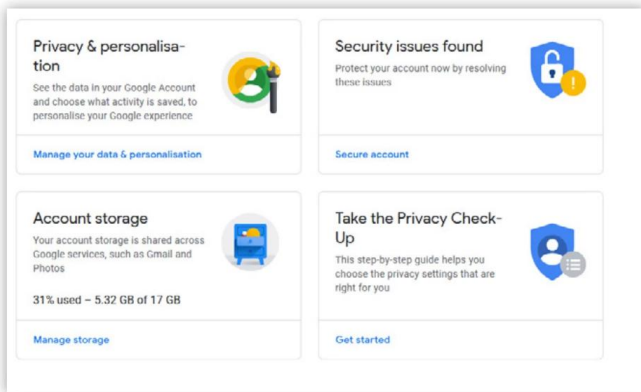 Privacy & personalisa-
tion
See the data in your Google Account
and choose what activity is saved, to
personalise your Google experience
Manage your data & personalisation
Security issues found
Protect your account now by resolving
these issues
Secure account
Account storage
Your account storage is shared across
Google services, such as Gmail and
Photos
31% used – 5.32 GB of 17 GB
Manage storage
Take the Privacy Check-
Up
This step-by-step guide helps you
choose the privacy settings that are
right for you
Get started